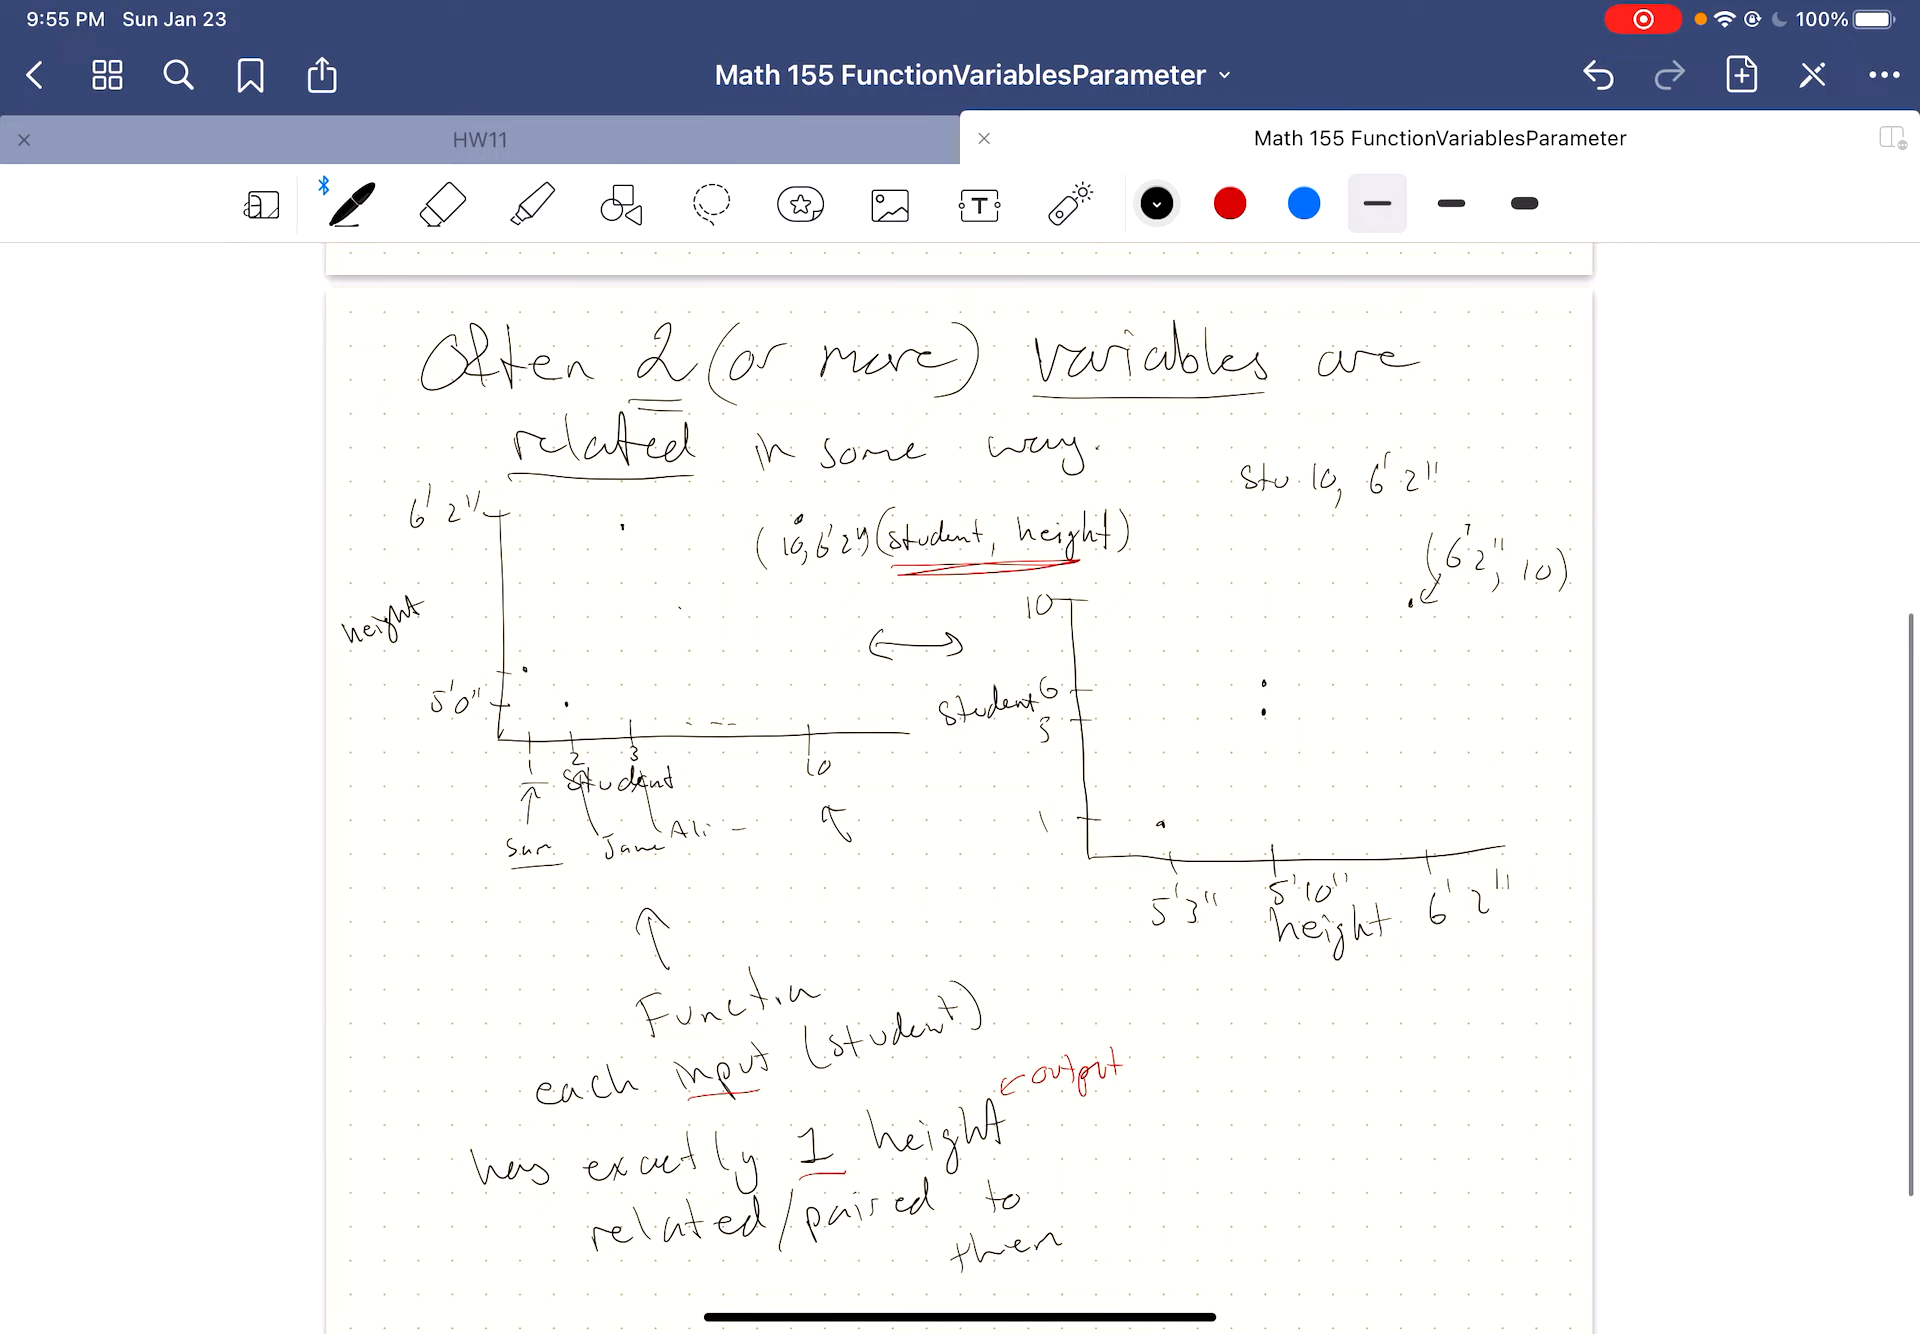 9:55 PM Sun Jan 23
100%
Math 155 FunctionVariablesParameter
HW11
Math 155 FunctionVariablesParameter
Often 2 (or more) variables are
related in some way.
Stu 10, 6'2"
6'2"
(10, 6'2") (student, height)
(6'2", 10)
height
5'0"
1 2 3 --- 10
Student
Sam Jane Ali -
10
Student 6
3
1
5'3" 5'10" 6'2"
height
Function
each input (student)
has exactly 1 height ← output
related/paired to
them